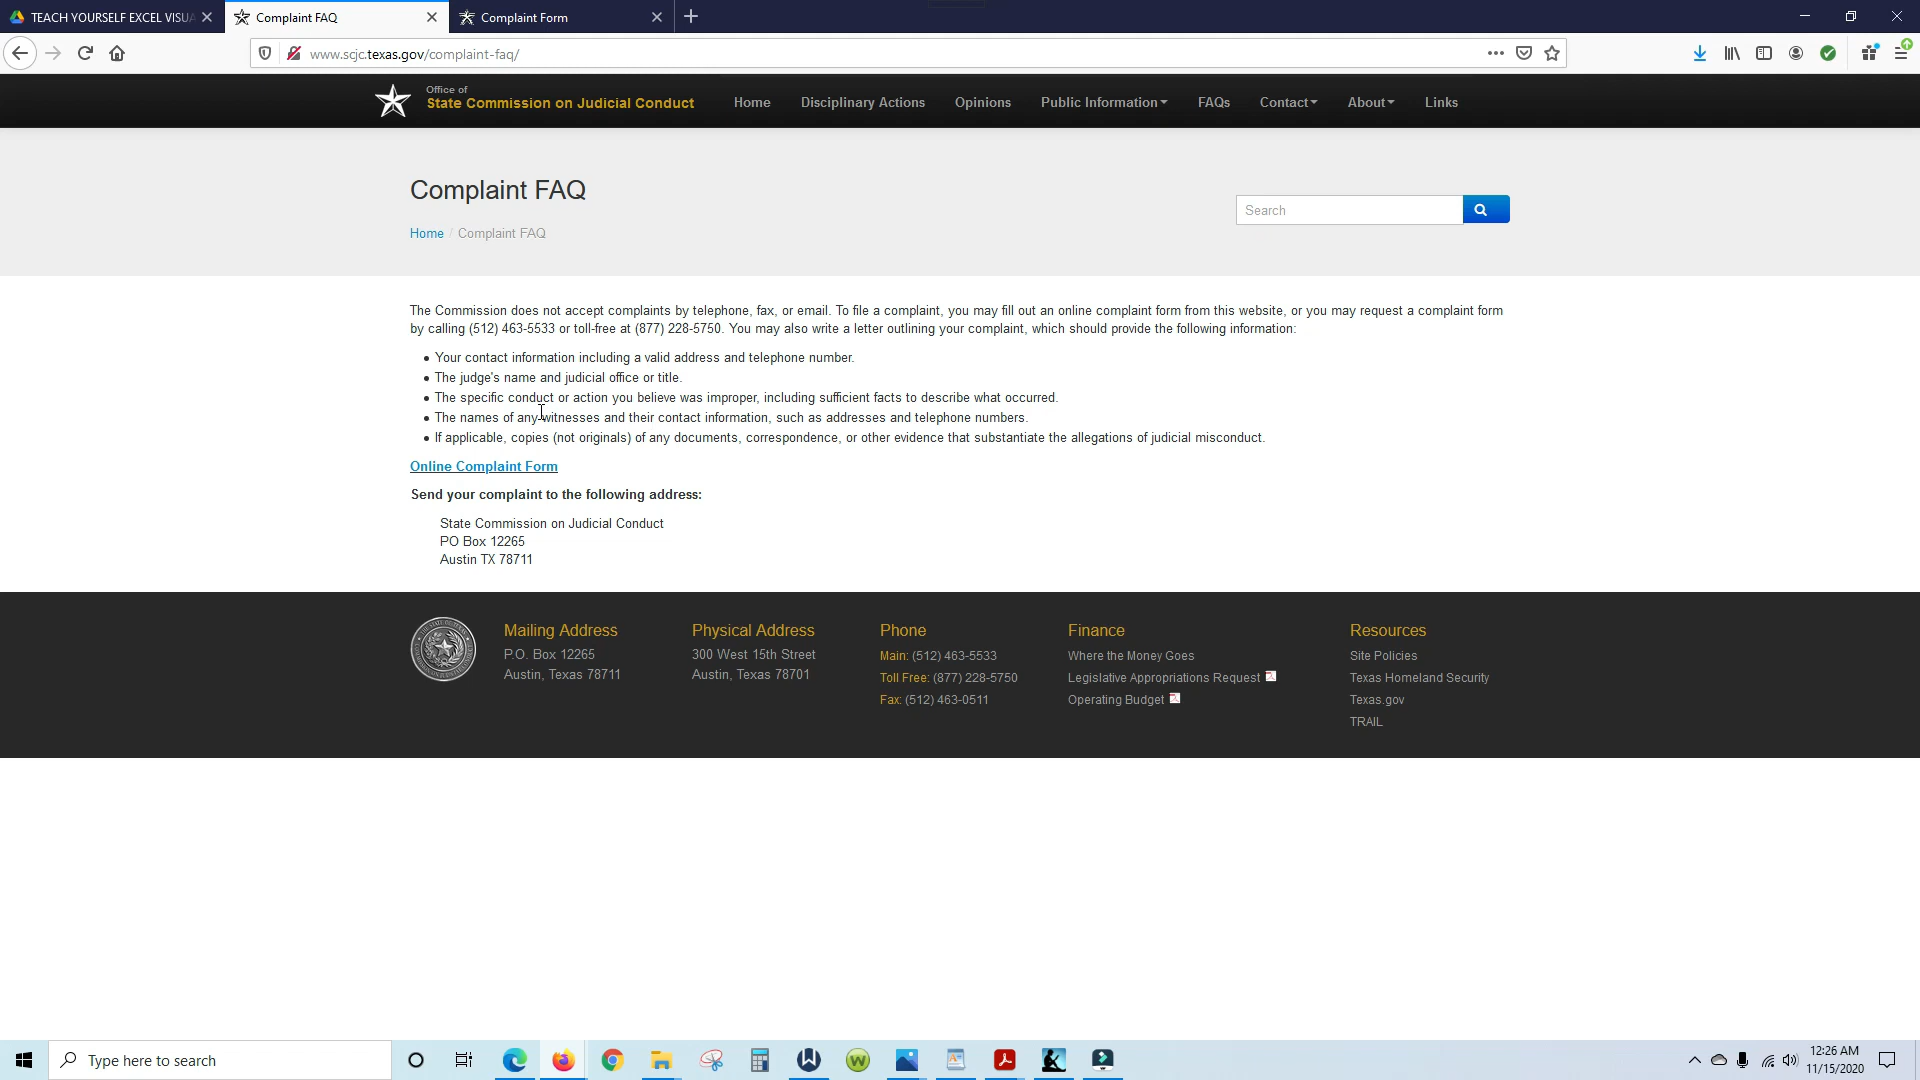 TEACH YOURSELF EXCEL VISUA
Complaint FAQ
Complaint Form
www.scjc.texas.gov/complaint-faq/
Office of
State Commission on Judicial Conduct
Home
Disciplinary Actions
Opinions
Public Information
FAQs
Contact
About
Links
Complaint FAQ
Search
Home / Complaint FAQ
The Commission does not accept complaints by telephone, fax, or email. To file a complaint, you may fill out an online complaint form from this website, or you may request a complaint form
by calling (512) 463-5533 or toll-free at (877) 228-5750. You may also write a letter outlining your complaint, which should provide the following information:
• Your contact information including a valid address and telephone number.
• The judge's name and judicial office or title.
• The specific conduct or action you believe was improper, including sufficient facts to describe what occurred.
• The names of any witnesses and their contact information, such as addresses and telephone numbers.
• If applicable, copies (not originals) of any documents, correspondence, or other evidence that substantiate the allegations of judicial misconduct.
Online Complaint Form
Send your complaint to the following address:
State Commission on Judicial Conduct
PO Box 12265
Austin TX 78711
Mailing Address
P.O. Box 12265
Austin, Texas 78711
Physical Address
300 West 15th Street
Austin, Texas 78701
Phone
Main: (512) 463-5533
Toll Free: (877) 228-5750
Fax: (512) 463-0511
Finance
Where the Money Goes
Legislative Appropriations Request
Operating Budget
Resources
Site Policies
Texas Homeland Security
Texas.gov
TRAIL
Type here to search
12:26 AM
11/15/2020